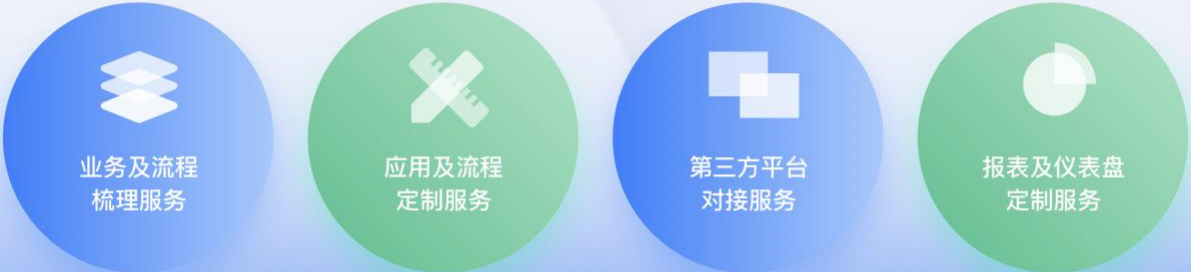 业务及流程
梳理服务
应用及流程
定制服务
第三方平台
对接服务
报表及仪表盘
定制服务